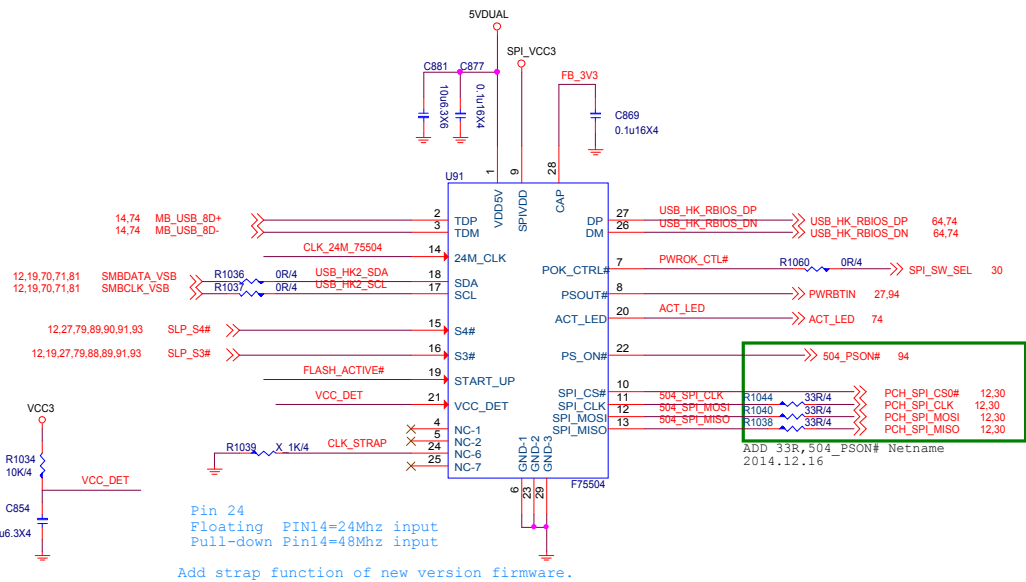 5VDUAL
SPI_VCC3
C881 C877
FB_3V3
10u6.3X6
0.1u16X4
C869
0.1u16X4
U91
1
9
28
VDD5V
SPIVDD
CAP
14,74 MB_USB_8D+ 2 TDP
14,74 MB_USB_8D- 3 TDM
CLK_24M_75504 14 24M_CLK
12,19,70,71,81 SMBDATA_VSB R1036 0R/4 USB_HK2_SDA 18 SDA
12,19,70,71,81 SMBCLK_VSB R1037 0R/4 USB_HK2_SCL 17 SCL
12,27,79,89,90,91,93 SLP_S4# 15 S4#
12,19,27,79,88,89,91,93 SLP_S3# 16 S3#
FLASH_ACTIVE# 19 START_UP
VCC_DET 21 VCC_DET
4 NC-1
5 NC-2
R1039 X_1K/4 CLK_STRAP 24 NC-6
25 NC-7
DP 27 USB_HK_RBIOS_DP USB_HK_RBIOS_DP 64,74
DM 26 USB_HK_RBIOS_DN USB_HK_RBIOS_DN 64,74
POK_CTRL# 7 PWROK_CTL# R1060 0R/4 SPI_SW_SEL 30
PSOUT# 8 PWRBTIN 27,94
ACT_LED 20 ACT_LED ACT_LED 74
PS_ON# 22 504_PSON# 94
SPI_CS# 10 PCH_SPI_CS0# 12,30
SPI_CLK 11 504_SPI_CLK R1044 33R/4 PCH_SPI_CLK 12,30
SPI_MOSI 12 504_SPI_MOSI R1040 33R/4 PCH_SPI_MOSI 12,30
SPI_MISO 13 504_SPI_MISO R1038 33R/4 PCH_SPI_MISO 12,30
ADD 33R,504_PSON# Netname
2014.12.16
GND-1
GND-2
GND-3
6
23
29
F75504
VCC3
R1034
10K/4
VCC_DET
C854
u6.3X4
Pin 24
Floating PIN14=24Mhz input
Pull-down Pin14=48Mhz input
Add strap function of new version firmware.